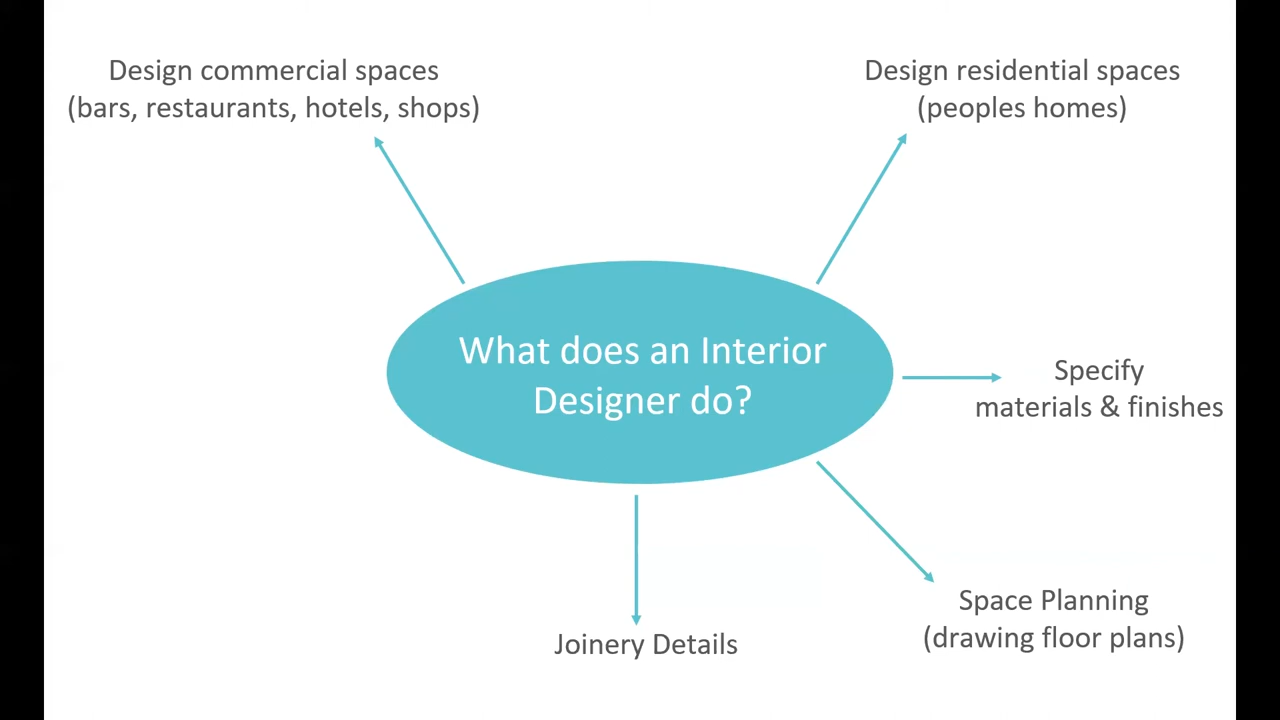 Design commercial spaces
(bars, restaurants, hotels, shops)
Design residential spaces
(peoples homes)
What does an Interior
Designer do?
Specify
materials & finishes
Space Planning
(drawing floor plans)
Joinery Details